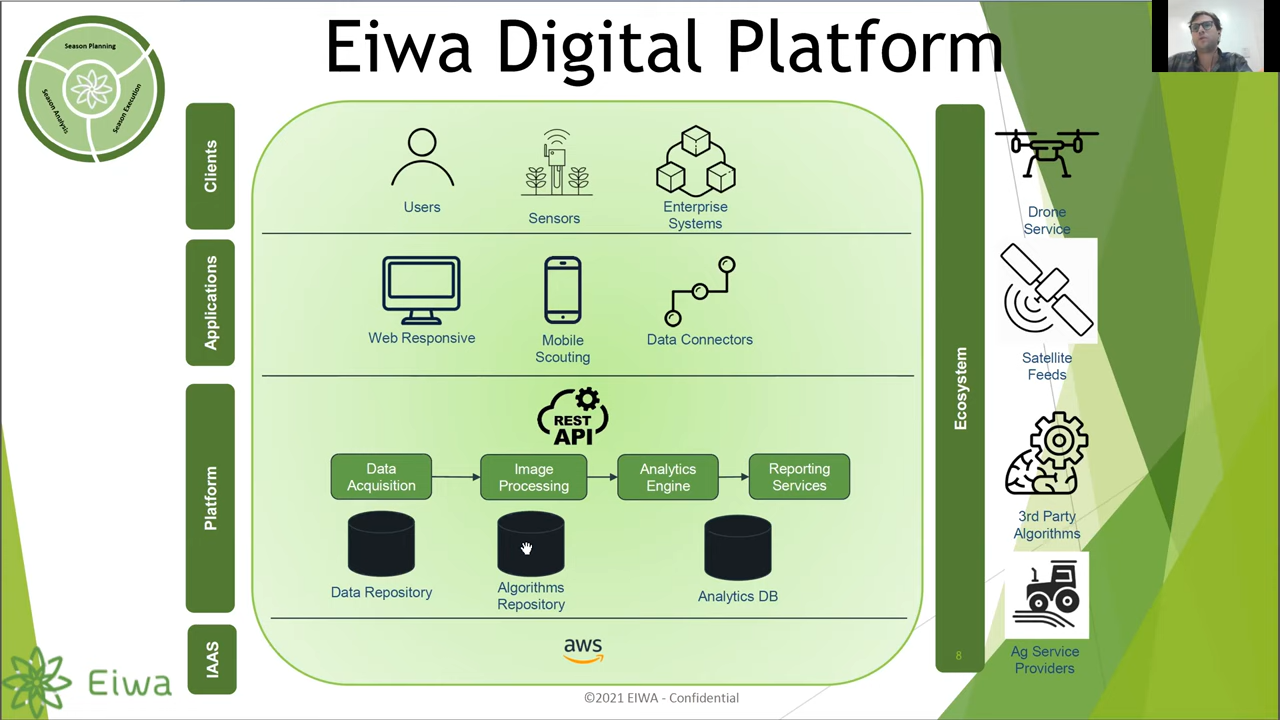 Eiwa Digital Platform
Season Planning
Season Analysis
Season Execution
Clients
Users
Sensors
Enterprise
Systems
Applications
Web Responsive
Mobile
Scouting
Data Connectors
Platform
REST
API
Data
Acquisition
Image
Processing
Analytics
Engine
Reporting
Services
Data Repository
Algorithms
Repository
Analytics DB
IAAS
aws
Ecosystem
8
Drone
Service
Satellite
Feeds
3rd Party
Algorithms
Ag Service
Providers
Eiwa
©2021 EIWA - Confidential